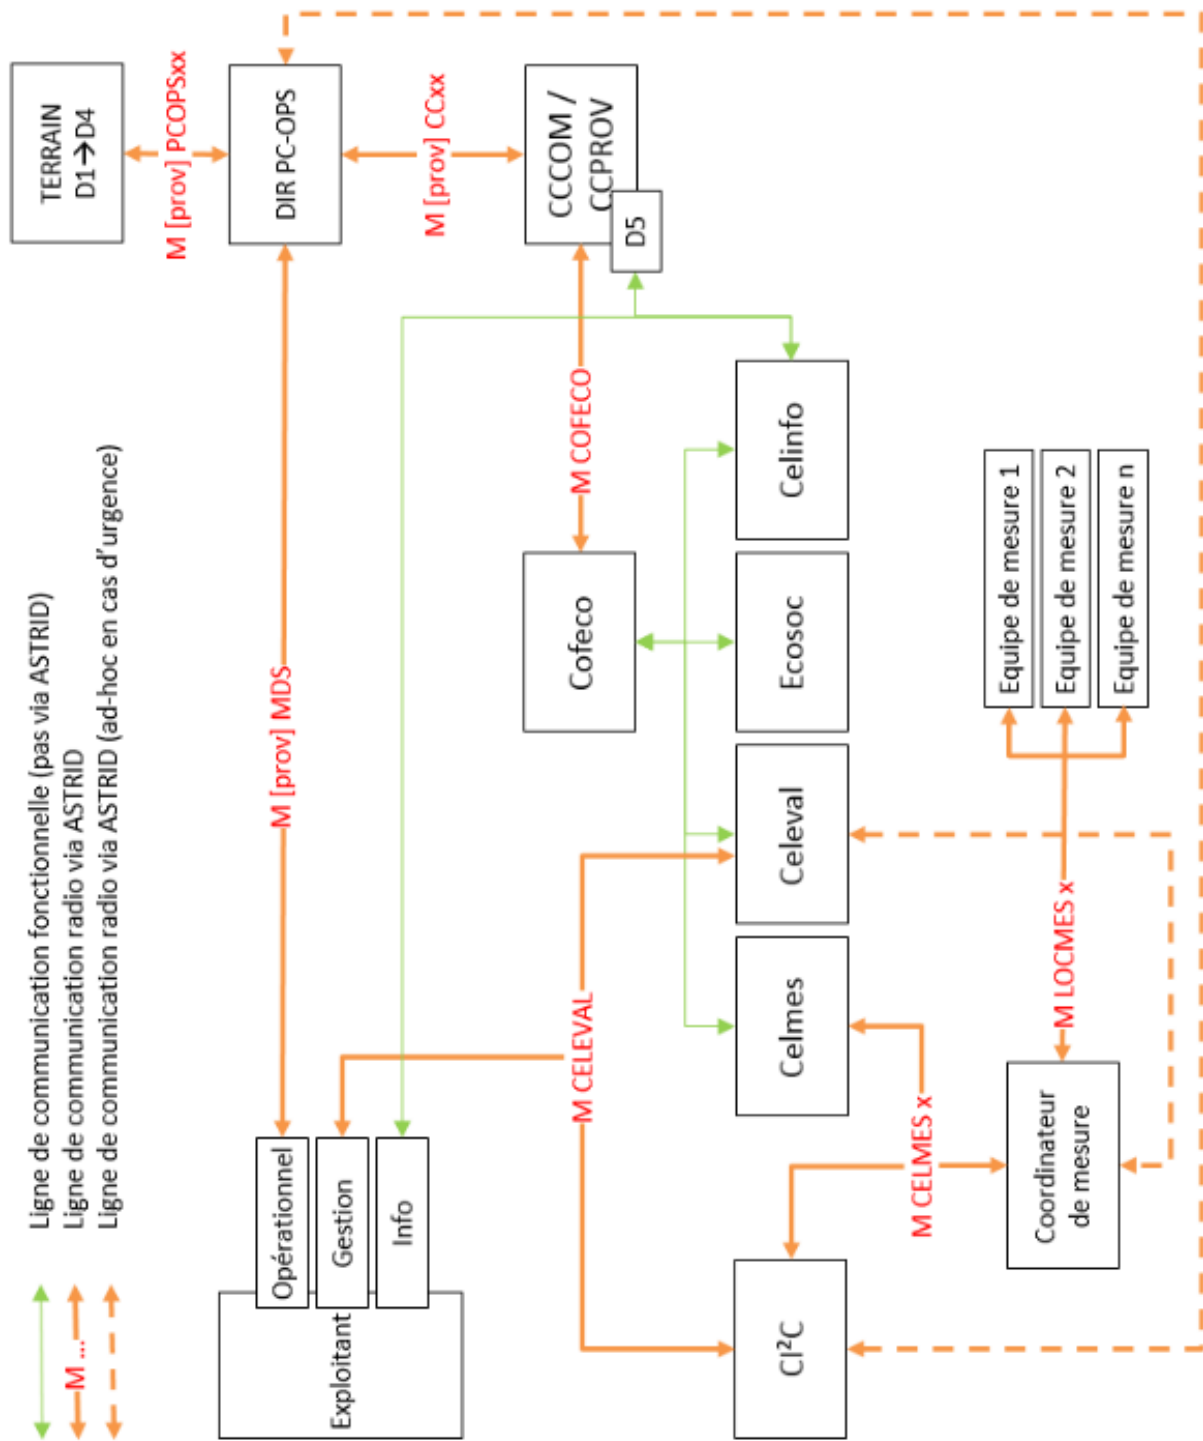 Ligne de communication fonctionnelle (pas via ASTRID)
M ...
Ligne de communication radio via ASTRID
Ligne de communication radio via ASTRID (ad-hoc en cas d'urgence)
Exploitant
Opérationnel
Gestion
Info
M [prov] MDS
TERRAIN
D1→D4
M [prov] PCOPSxx
DIR PC-OPS
M [prov] CCxx
CCCOM /
CCPROV
D5
M COFECO
Cofeco
M CELEVAL
CI²C
Celmes
Celeval
Ecosoc
Celinfo
M CELMES x
Coordinateur
de mesure
M LOCMES x
Equipe de mesure 1
Equipe de mesure 2
Equipe de mesure n